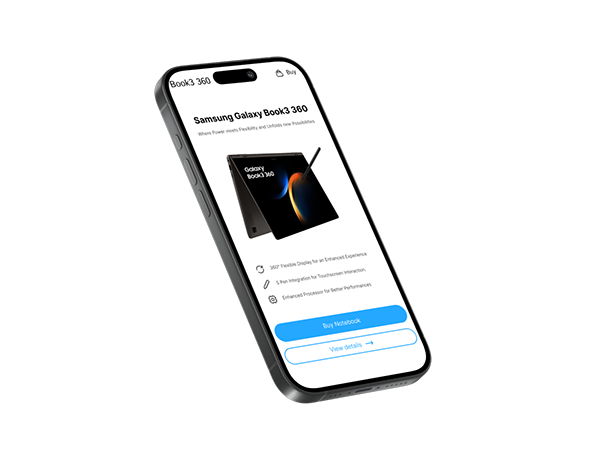 Book3 360
Buy
Samsung Galaxy Book3 360
Where Power meets Flexibility and Unfolds new Possibilities
Galaxy
Book3 360
360° Flexible Display for an Enhanced Experience
S Pen Integration for Touchscreen Interaction.
Enhanced Processor for Better Performances
Buy Notebook
View details →